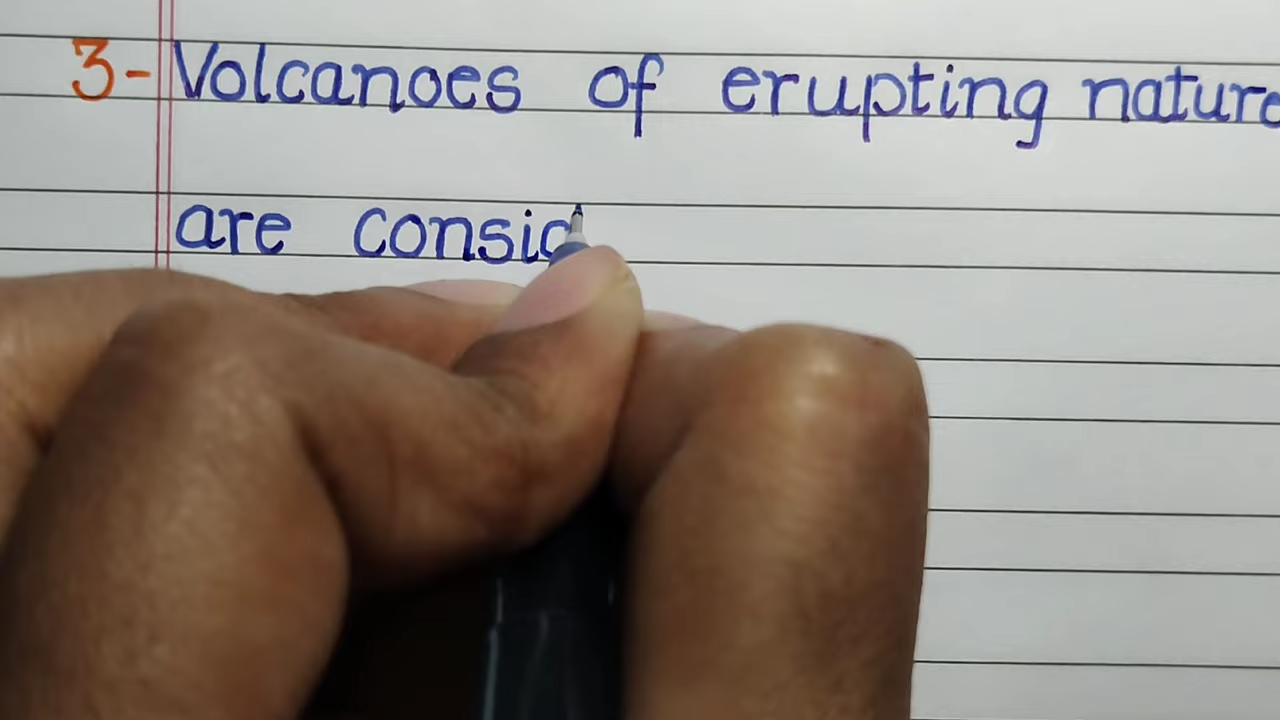 3- Volcanoes of erupting nature
are consid